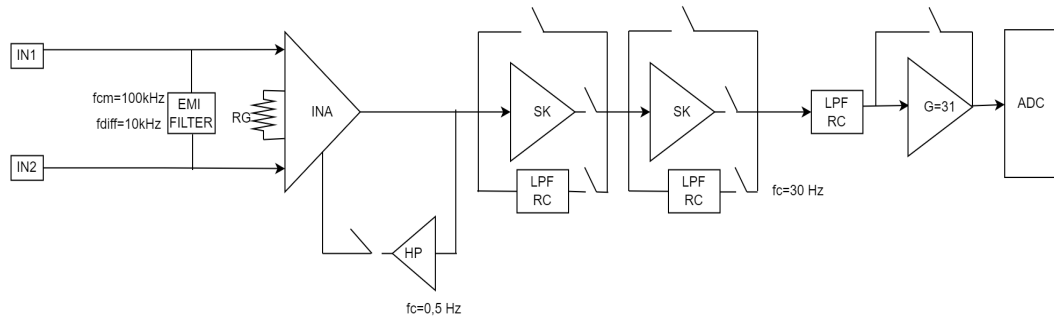 IN1
fcm=100kHz
fdiff=10kHz
EMI
FILTER
IN2
RG
INA
HP
fc=0,5 Hz
SK
LPF
RC
SK
LPF
RC
fc=30 Hz
LPF
RC
G=31
ADC